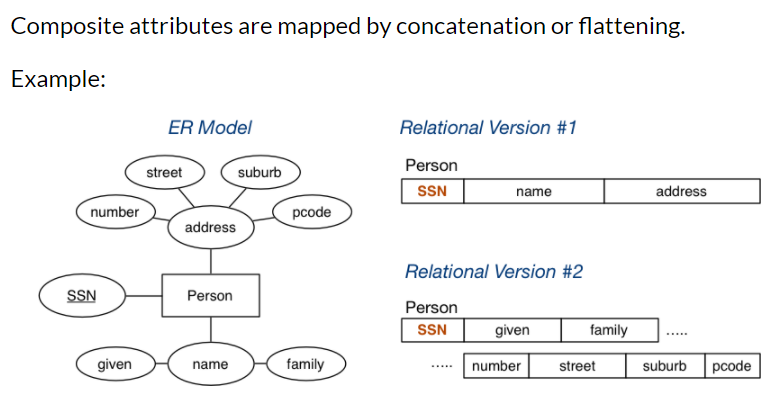 Composite attributes are mapped by concatenation or flattening.
Example:
ER Model
street
suburb
number
pcode
address
SSN
Person
given
name
family
Relational Version #1
Person
SSN name address
Relational Version #2
Person
SSN given family .....
..... number street suburb pcode